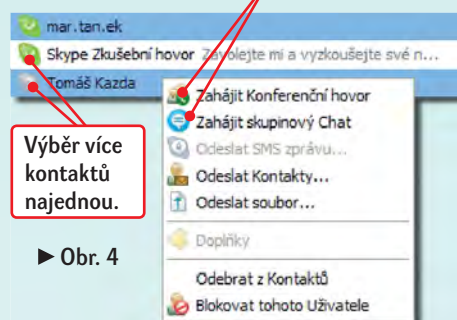 mar.tan.ek
Skype Zkušební hovor Zavolejte mi a vyzkoušejte své n...
Tomáš Kazda
Zahájit Konferenční hovor
Zahájit skupinový Chat
Odeslat SMS zprávu...
Odeslat Kontakty...
Odeslat soubor...
Doplňky
Odebrat z Kontaktů
Blokovat tohoto Uživatele
Výběr více
kontaktů
najednou.
►Obr. 4